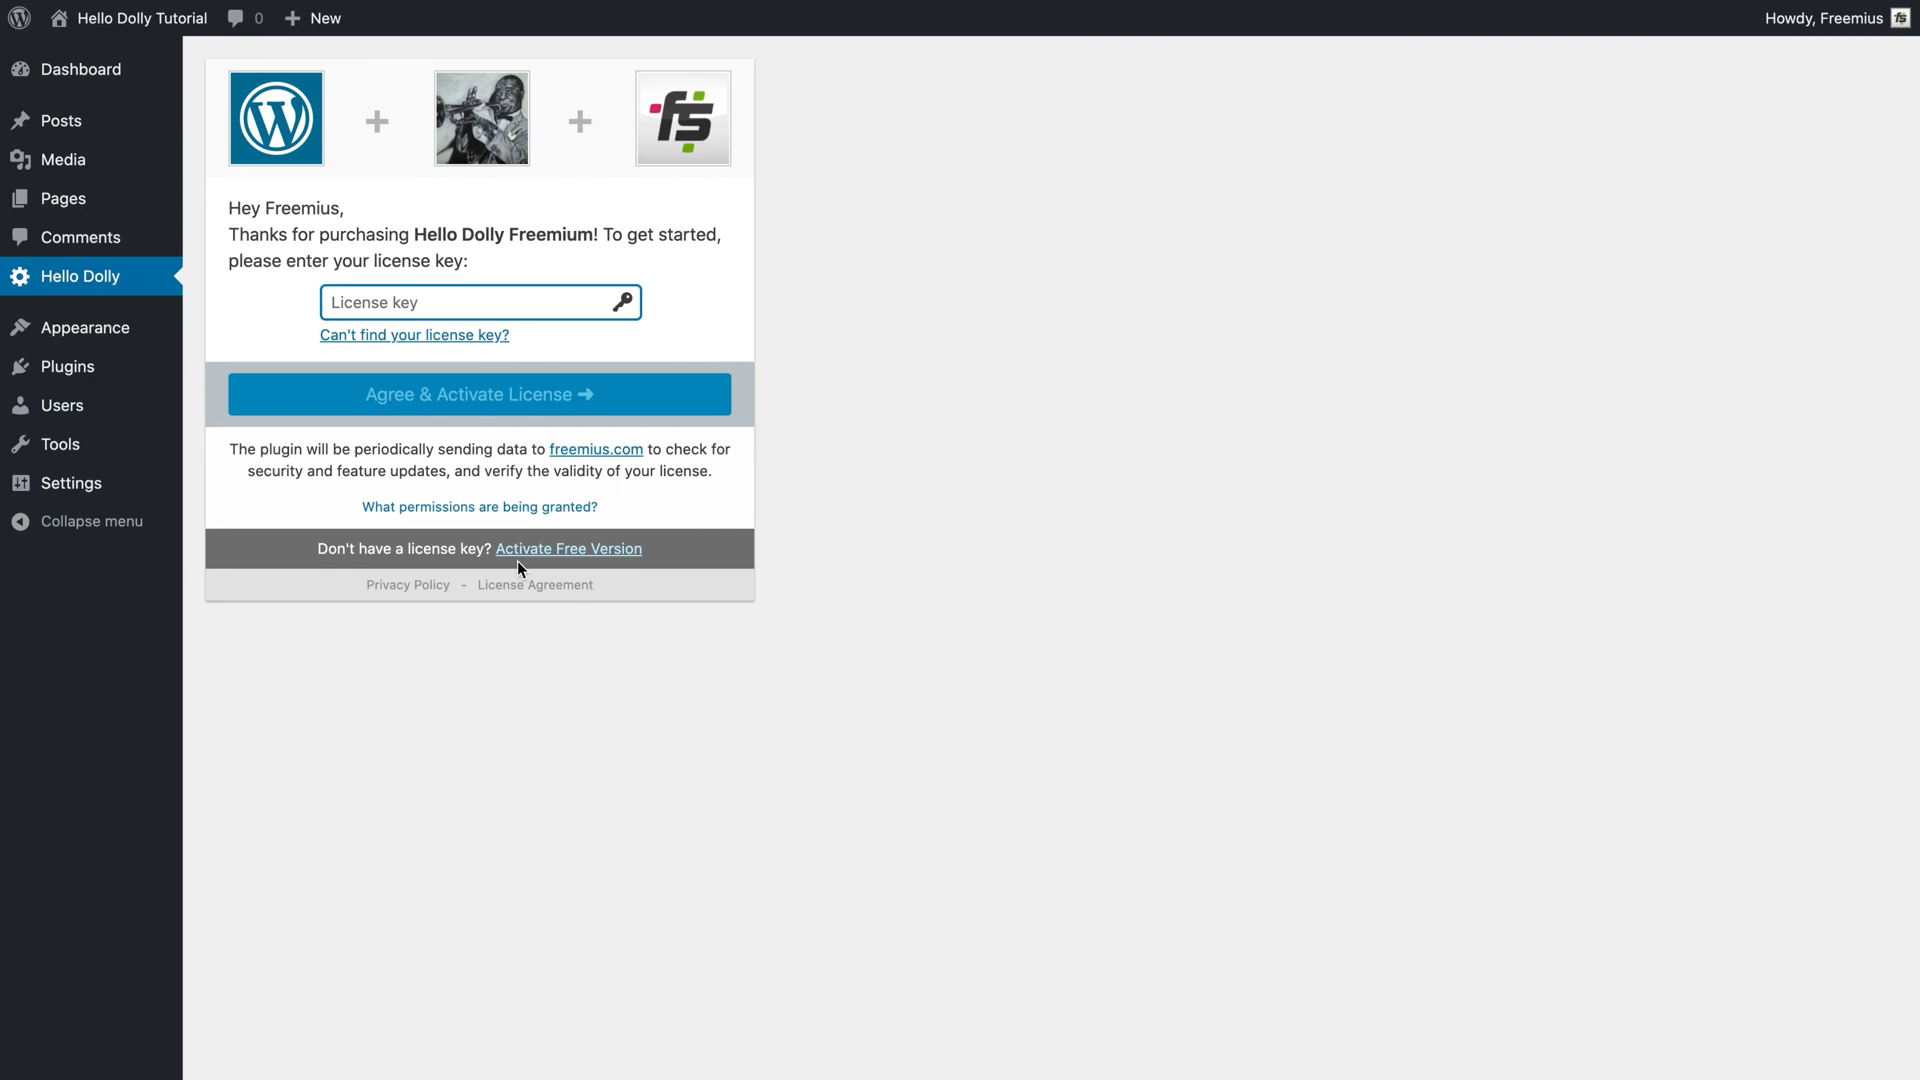 Hello Dolly Tutorial
0
New
Howdy, Freemius
Dashboard
Posts
Media
Pages
Comments
Hello Dolly
Appearance
Plugins
Users
Tools
Settings
Collapse menu
fs
Hey Freemius,
Thanks for purchasing Hello Dolly Freemium! To get started,
please enter your license key:
License key
Can't find your license key?
Agree & Activate License ➜
The plugin will be periodically sending data to freemius.com to check for
security and feature updates, and verify the validity of your license.
What permissions are being granted?
Don't have a license key? Activate Free Version
Privacy Policy - License Agreement